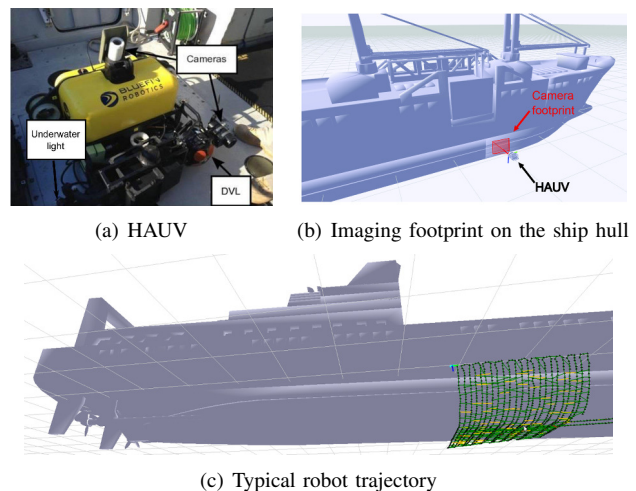 Cameras
BLUEFIN
ROBOTICS
Underwater
light
DVL
Camera
footprint
HAUV
(a) HAUV
(b) Imaging footprint on the ship hull
(c) Typical robot trajectory